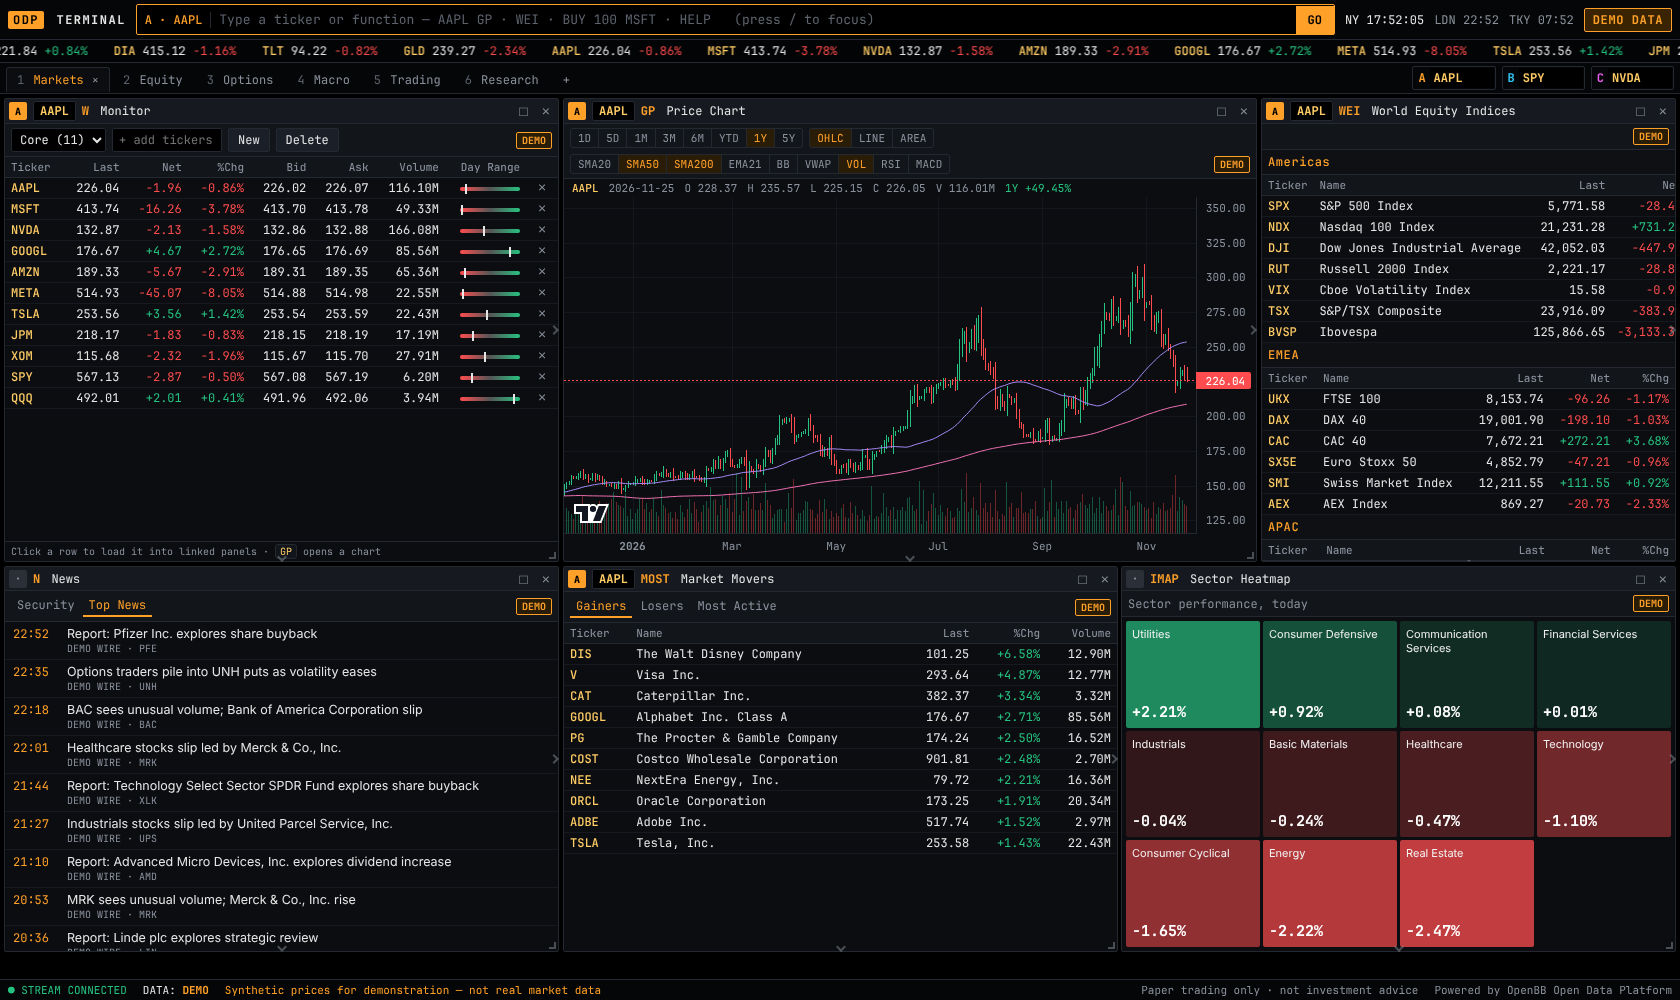 ODP TERMINAL A · AAPL Type a ticker or function — AAPL GP · WEI · BUY 100 MSFT · HELP (press / to focus) GO NY 17:52:05 LDN 22:52 TKY 07:52 DEMO DATA
21.84 +0.84% DIA 415.12 -1.16% TLT 94.22 -0.82% GLD 239.27 -2.34% AAPL 226.04 -0.86% MSFT 413.74 -3.78% NVDA 132.87 -1.58% AMZN 189.33 -2.91% GOOGL 176.67 +2.72% META 514.93 -8.05% TSLA 253.56 +1.42% JPM
1 Markets × 2 Equity 3 Options 4 Macro 5 Trading 6 Research + A AAPL B SPY C NVDA
A AAPL W Monitor
Core (11) + add tickers New Delete DEMO
Ticker Last Net %Chg Bid Ask Volume Day Range
AAPL 226.04 -1.96 -0.86% 226.02 226.07 116.10M ×
MSFT 413.74 -16.26 -3.78% 413.70 413.78 49.33M ×
NVDA 132.87 -2.13 -1.58% 132.86 132.88 166.08M ×
GOOGL 176.67 +4.67 +2.72% 176.65 176.69 85.56M ×
AMZN 189.33 -5.67 -2.91% 189.31 189.35 65.36M ×
META 514.93 -45.07 -8.05% 514.88 514.98 22.55M ×
TSLA 253.56 +3.56 +1.42% 253.54 253.59 22.43M ×
JPM 218.17 -1.83 -0.83% 218.15 218.19 17.19M ×
XOM 115.68 -2.32 -1.96% 115.67 115.70 27.91M ×
SPY 567.13 -2.87 -0.50% 567.08 567.19 6.20M ×
QQQ 492.01 +2.01 +0.41% 491.96 492.06 3.94M ×
Click a row to load it into linked panels · GP opens a chart
A AAPL GP Price Chart
1D 5D 1M 3M 6M YTD 1Y 5Y OHLC LINE AREA
SMA20 SMA50 SMA200 EMA21 BB VWAP VOL RSI MACD DEMO
AAPL 2026-11-25 O 228.37 H 235.57 L 225.15 C 226.05 V 116.01M 1Y +49.45%
350.00
325.00
300.00
275.00
250.00
226.04
200.00
175.00
150.00
125.00
2026 Mar May Jul Sep Nov
A AAPL WEI World Equity Indices
DEMO
Americas
Ticker Name Last Ne
SPX S&P 500 Index 5,771.58 -28.4
NDX Nasdaq 100 Index 21,231.28 +731.2
DJI Dow Jones Industrial Average 42,052.03 -447.9
RUT Russell 2000 Index 2,221.17 -28.8
VIX Cboe Volatility Index 15.58 -0.9
TSX S&P/TSX Composite 23,916.09 -383.9
BVSP Ibovespa 125,866.65 -3,133.3
EMEA
Ticker Name Last Net %Chg
UKX FTSE 100 8,153.74 -96.26 -1.17%
DAX DAX 40 19,001.90 -198.10 -1.03%
CAC CAC 40 7,672.21 +272.21 +3.68%
SX5E Euro Stoxx 50 4,852.79 -47.21 -0.96%
SMI Swiss Market Index 12,211.55 +111.55 +0.92%
AEX AEX Index 869.27 -20.73 -2.33%
APAC
Ticker Name Last Net %Chg
· N News
Security Top News DEMO
22:52 Report: Pfizer Inc. explores share buyback
DEMO WIRE · PFE
22:35 Options traders pile into UNH puts as volatility eases
DEMO WIRE · UNH
22:18 BAC sees unusual volume; Bank of America Corporation slip
DEMO WIRE · BAC
22:01 Healthcare stocks slip led by Merck & Co., Inc.
DEMO WIRE · MRK
21:44 Report: Technology Select Sector SPDR Fund explores share buyback
DEMO WIRE · XLK
21:27 Industrials stocks slip led by United Parcel Service, Inc.
DEMO WIRE · UPS
21:10 Report: Advanced Micro Devices, Inc. explores dividend increase
DEMO WIRE · AMD
20:53 MRK sees unusual volume; Merck & Co., Inc. rise
DEMO WIRE · MRK
20:36 Report: Linde plc explores strategic review
A AAPL MOST Market Movers
Gainers Losers Most Active DEMO
Ticker Name Last %Chg Volume
DIS The Walt Disney Company 101.25 +6.58% 12.90M
V Visa Inc. 293.64 +4.87% 12.77M
CAT Caterpillar Inc. 382.37 +3.34% 3.32M
GOOGL Alphabet Inc. Class A 176.67 +2.71% 85.56M
PG The Procter & Gamble Company 174.24 +2.50% 16.52M
COST Costco Wholesale Corporation 901.81 +2.48% 2.70M
NEE NextEra Energy, Inc. 79.72 +2.21% 16.36M
ORCL Oracle Corporation 173.25 +1.91% 20.34M
ADBE Adobe Inc. 517.74 +1.52% 2.97M
TSLA Tesla, Inc. 253.58 +1.43% 22.43M
· IMAP Sector Heatmap
Sector performance, today DEMO
Utilities +2.21%
Consumer Defensive +0.92%
Communication Services +0.08%
Financial Services +0.01%
Industrials -0.04%
Basic Materials -0.24%
Healthcare -0.47%
Technology -1.10%
Consumer Cyclical -1.65%
Energy -2.22%
Real Estate -2.47%
STREAM CONNECTED DATA: DEMO Synthetic prices for demonstration — not real market data Paper trading only · not investment advice Powered by OpenBB Open Data Platform